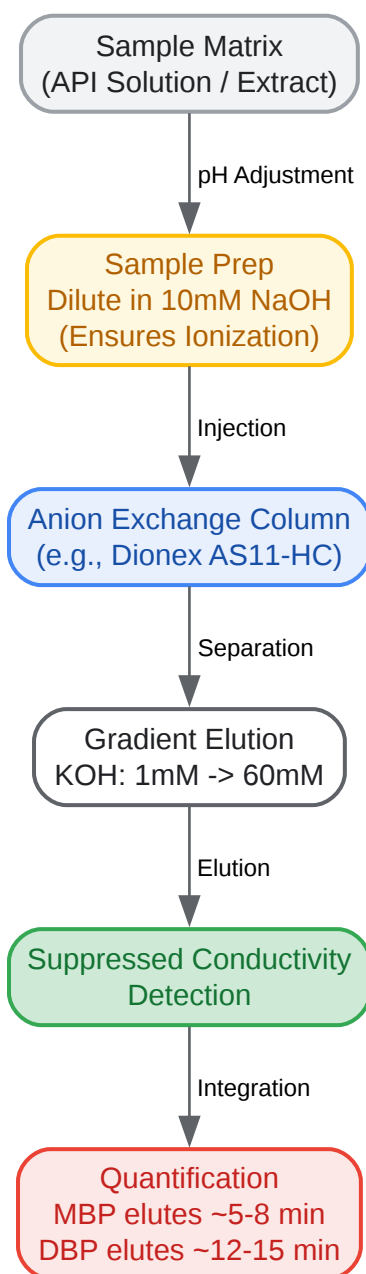 Sample Matrix
(API Solution / Extract)
pH Adjustment
Sample Prep
Dilute in 10mM NaOH
(Ensures Ionization)
Injection
Anion Exchange Column
(e.g., Dionex AS11-HC)
Separation
Gradient Elution
KOH: 1mM -> 60mM
Elution
Suppressed Conductivity
Detection
Integration
Quantification
MBP elutes ~5-8 min
DBP elutes ~12-15 min